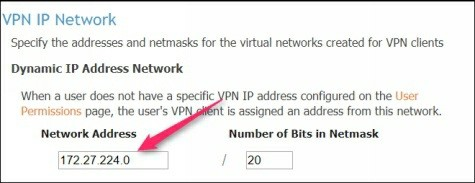 VPN IP Network
Specify the addresses and netmasks for the virtual networks created for VPN clients
Dynamic IP Address Network
When a user does not have a specific VPN IP address configured on the User
Permissions page, the user's VPN client is assigned an address from this network.
Network Address Number of Bits in Netmask
172.27.224.0 / 20